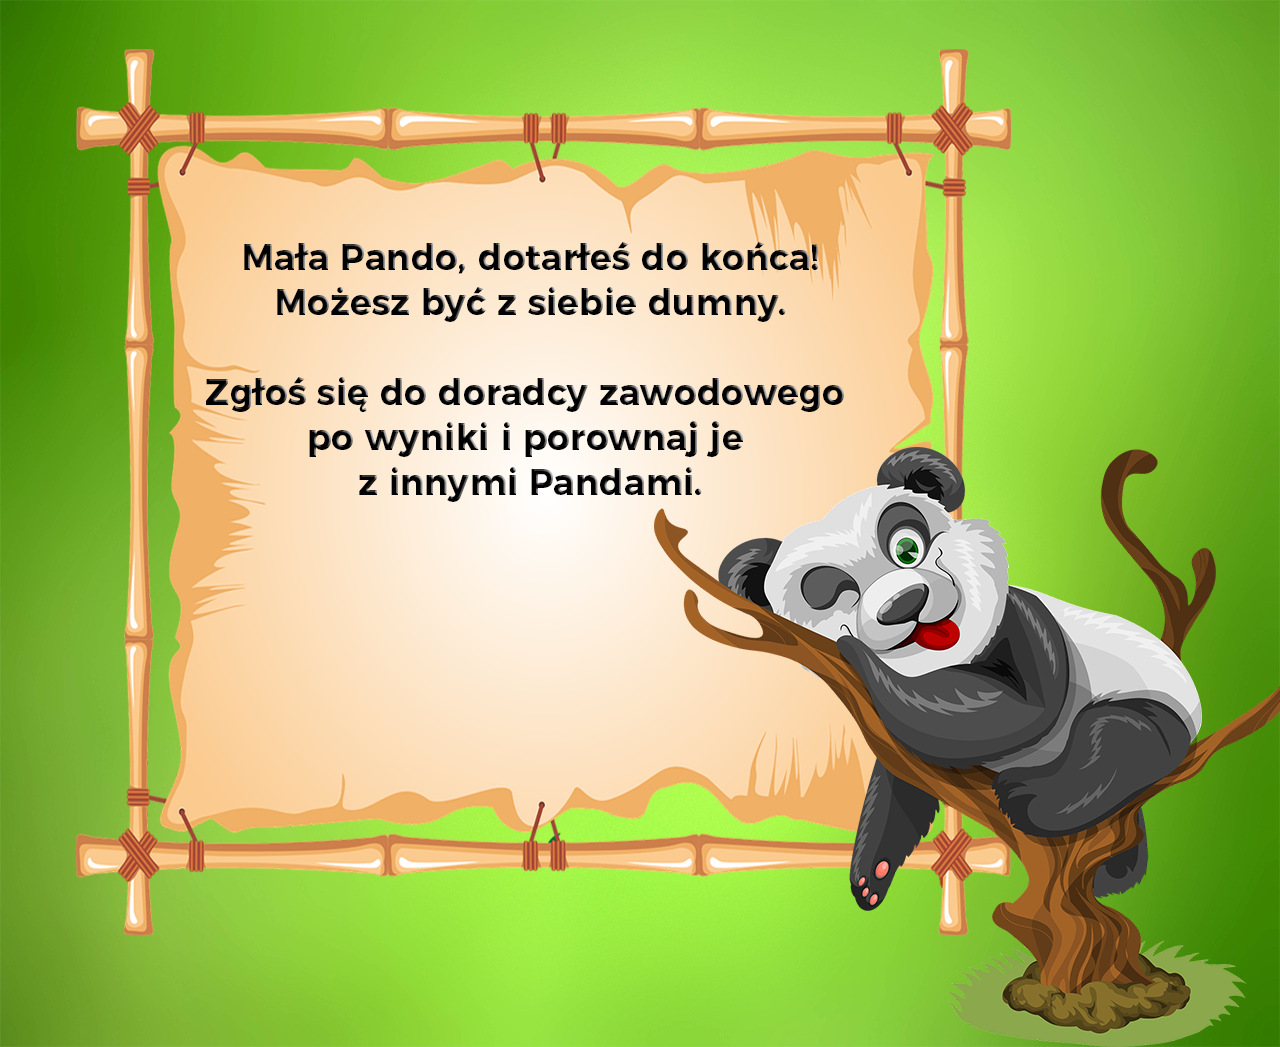 Mała Pando, dotarłeś do końca!
Możesz być z siebie dumny.
Zgłoś się do doradcy zawodowego
po wyniki i porownaj je
z innymi Pandami.